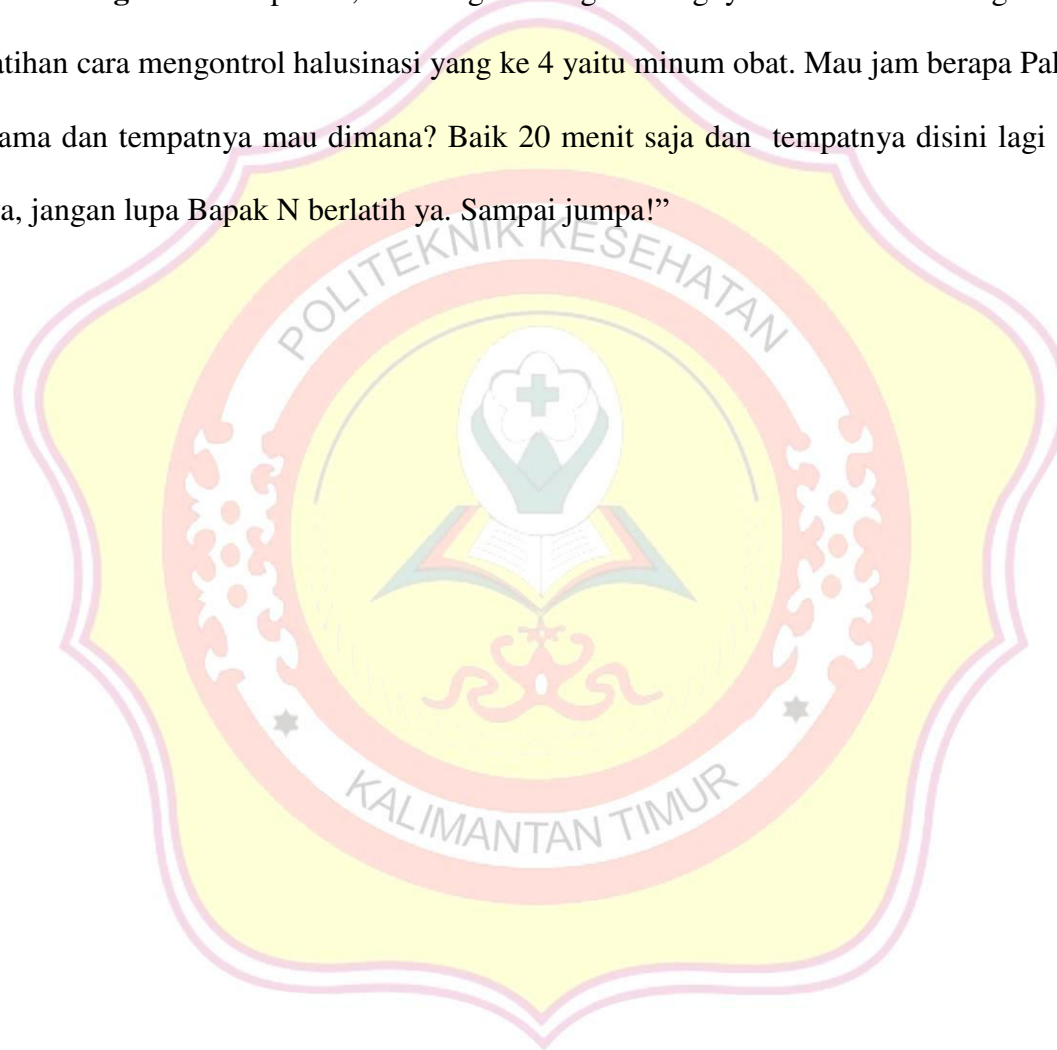 atihan cara mengontrol halusinasi yang ke 4 yaitu minum obat. Mau jam berapa Pak
ama dan tempatnya mau dimana? Baik 20 menit saja dan tempatnya disini lagi
a, jangan lupa Bapak N berlatih ya. Sampai jumpa!”
POLITEKNIK KESEHATAN
KALIMANTAN TIMUR